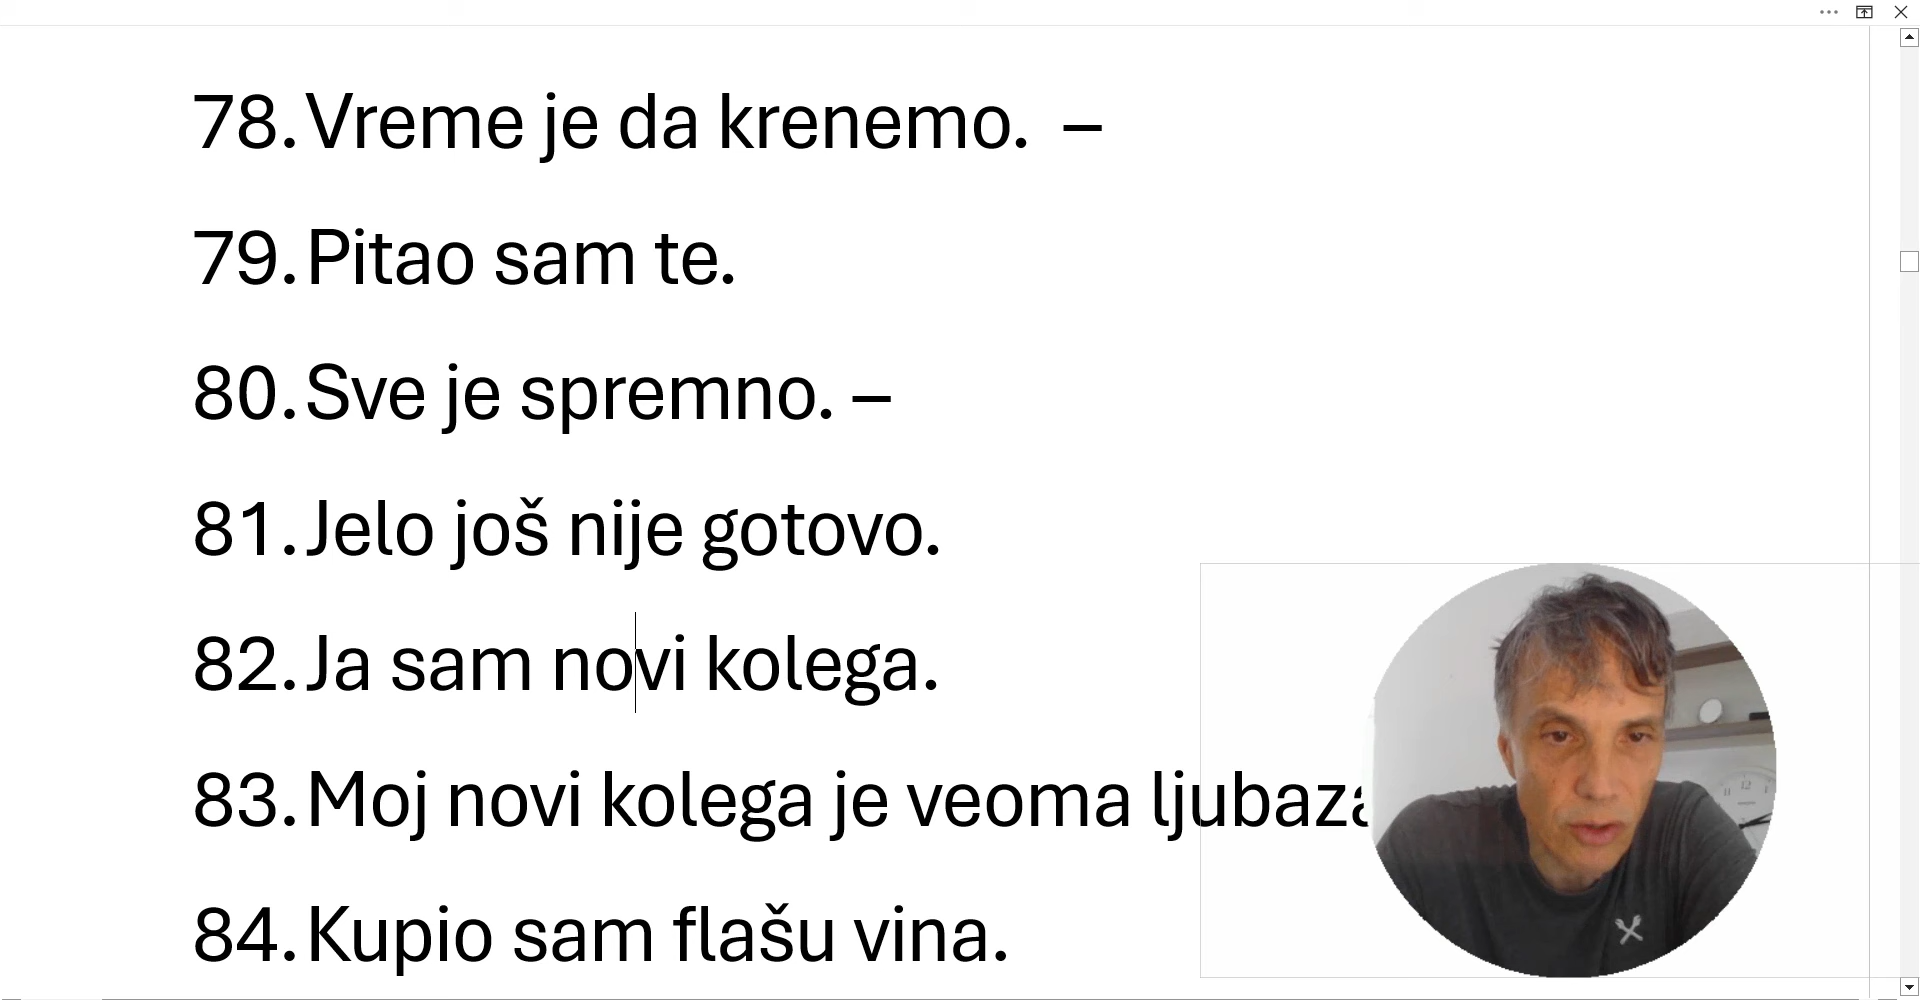 78. Vreme je da krenemo. –
79. Pitao sam te.
80. Sve je spremno. –
81. Jelo još nije gotovo.
82. Ja sam novi kolega.
83. Moj novi kolega je veoma
84. Kupio sam flašu vina.